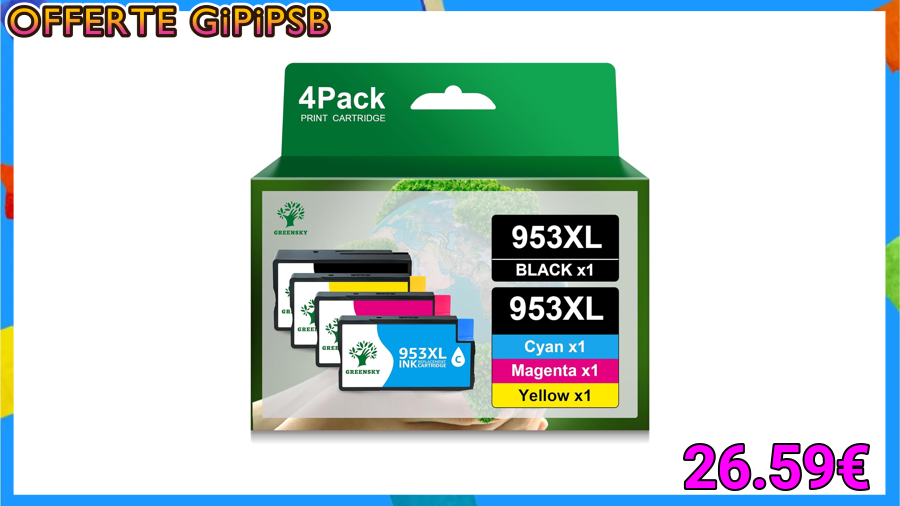 OFFERTE GiPiPSB
4Pack
PRINT CARTRIDGE
GREENSKY
953XL
BLACK x1
953XL
Cyan x1
Magenta x1
Yellow x1
953XL
INK REPLACEMENT CARTRIDGE
C
GREENSKY
26.59€